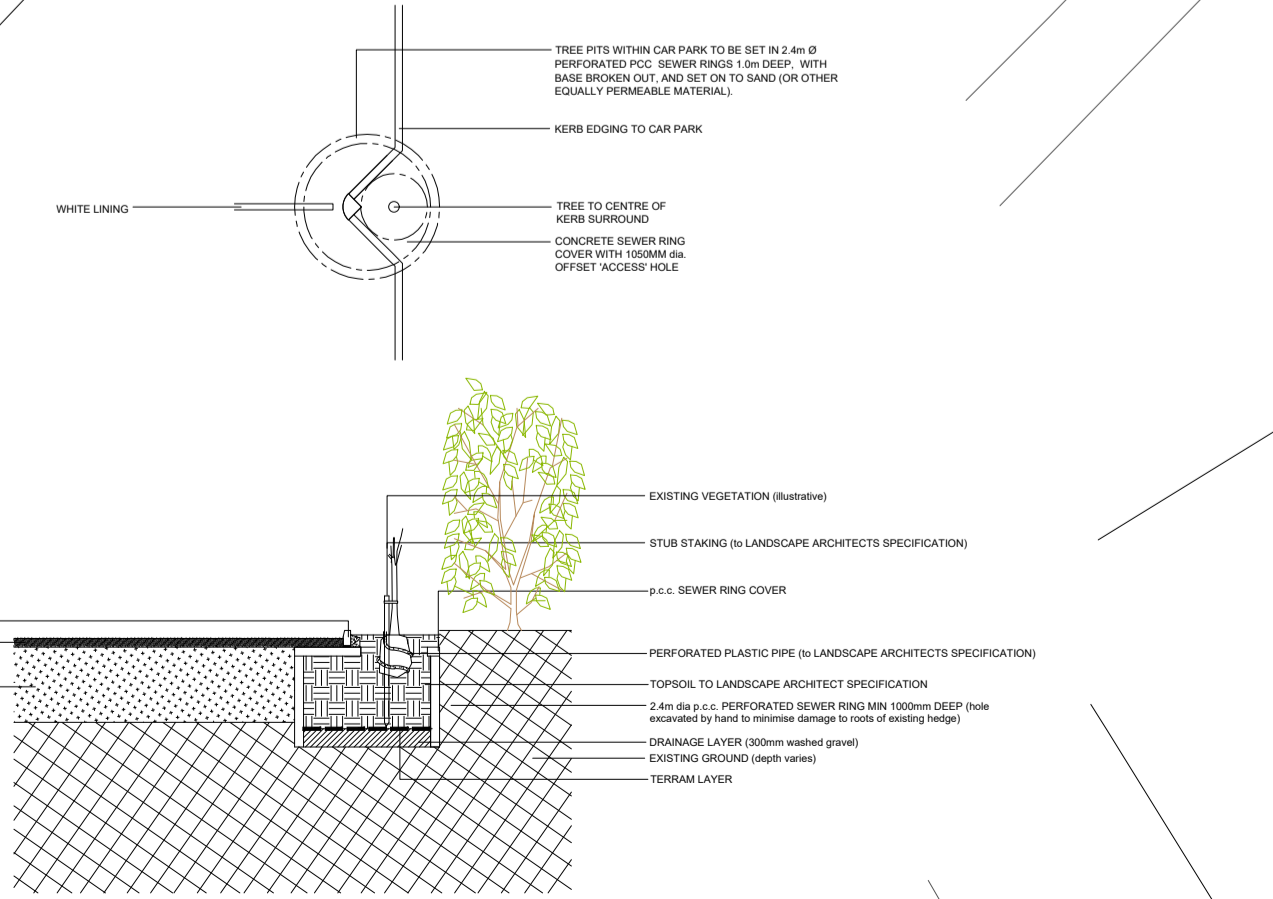 TREE PITS WITHIN CAR PARK TO BE SET IN 2.4m Ø
PERFORATED PCC SEWER RINGS 1.0m DEEP, WITH
BASE BROKEN OUT, AND SET ON TO SAND (OR OTHER
EQUALLY PERMEABLE MATERIAL).
KERB EDGING TO CAR PARK
WHITE LINING
TREE TO CENTRE OF
KERB SURROUND
CONCRETE SEWER RING
COVER WITH 1050MM dia.
OFFSET 'ACCESS' HOLE
EXISTING VEGETATION (illustrative)
STUB STAKING (to LANDSCAPE ARCHITECTS SPECIFICATION)
p.c.c. SEWER RING COVER
PERFORATED PLASTIC PIPE (to LANDSCAPE ARCHITECTS SPECIFICATION)
TOPSOIL TO LANDSCAPE ARCHITECT SPECIFICATION
2.4m dia p.c.c. PERFORATED SEWER RING MIN 1000mm DEEP (hole
excavated by hand to minimise damage to roots of existing hedge)
DRAINAGE LAYER (300mm washed gravel)
EXISTING GROUND (depth varies)
TERRAM LAYER